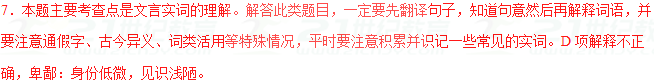 7．本题主要考查点是文言实词的理解。解答此类题目，一定要先翻译句子，知道句意然后再解释词语，并
要注意通假字、古今异义、词类活用等特殊情况，平时要注意积累并识记一些常见的实词。D 项解释不正
确，卑鄙：身份低微，见识浅陋。